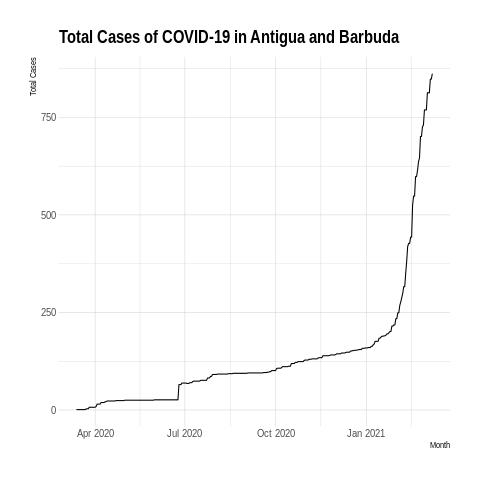 Total Cases of COVID-19 in Antigua and Barbuda
Total Cases
750
500
250
0
Apr 2020 Jul 2020 Oct 2020 Jan 2021
Month